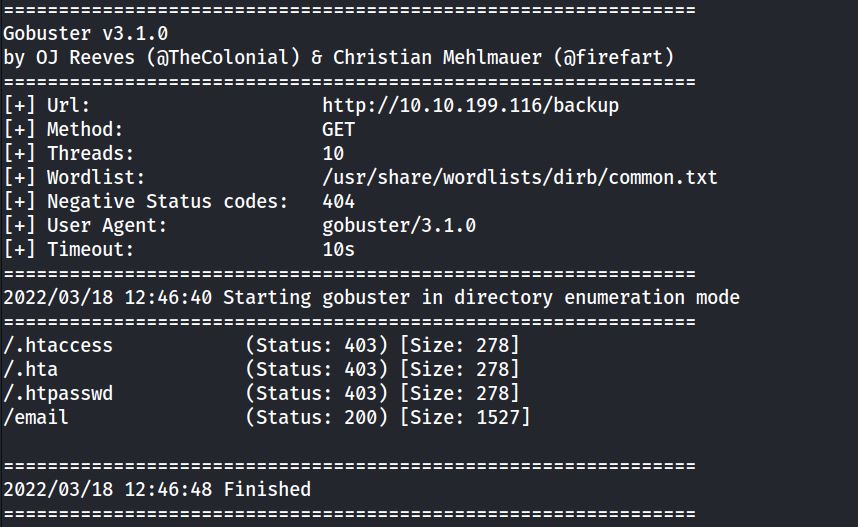 ===============================================================
Gobuster v3.1.0
by OJ Reeves (@TheColonial) & Christian Mehlmauer (@firefart)
===============================================================
[+] Url:                     http://10.10.199.116/backup
[+] Method:                  GET
[+] Threads:                 10
[+] Wordlist:                /usr/share/wordlists/dirb/common.txt
[+] Negative Status codes:   404
[+] User Agent:              gobuster/3.1.0
[+] Timeout:                 10s
===============================================================
2022/03/18 12:46:40 Starting gobuster in directory enumeration mode
===============================================================
/.htaccess            (Status: 403) [Size: 278]
/.hta                 (Status: 403) [Size: 278]
/.htpasswd            (Status: 403) [Size: 278]
/email                (Status: 200) [Size: 1527]

===============================================================
2022/03/18 12:46:48 Finished
===============================================================